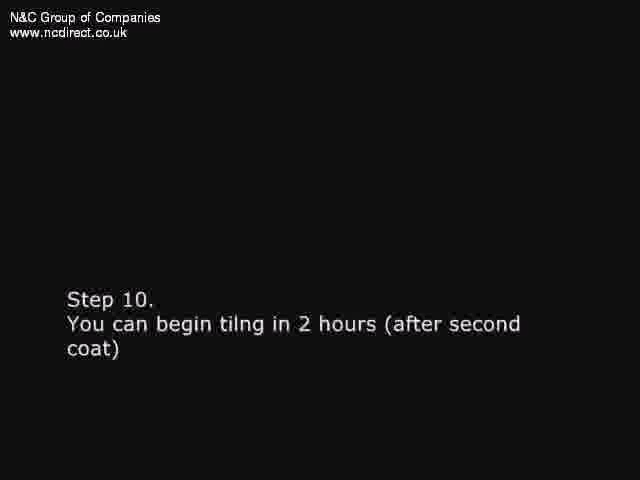 N&C Group of Companies
www.ncdirect.co.uk
Step 10.
You can begin tilng in 2 hours (after second
coat)